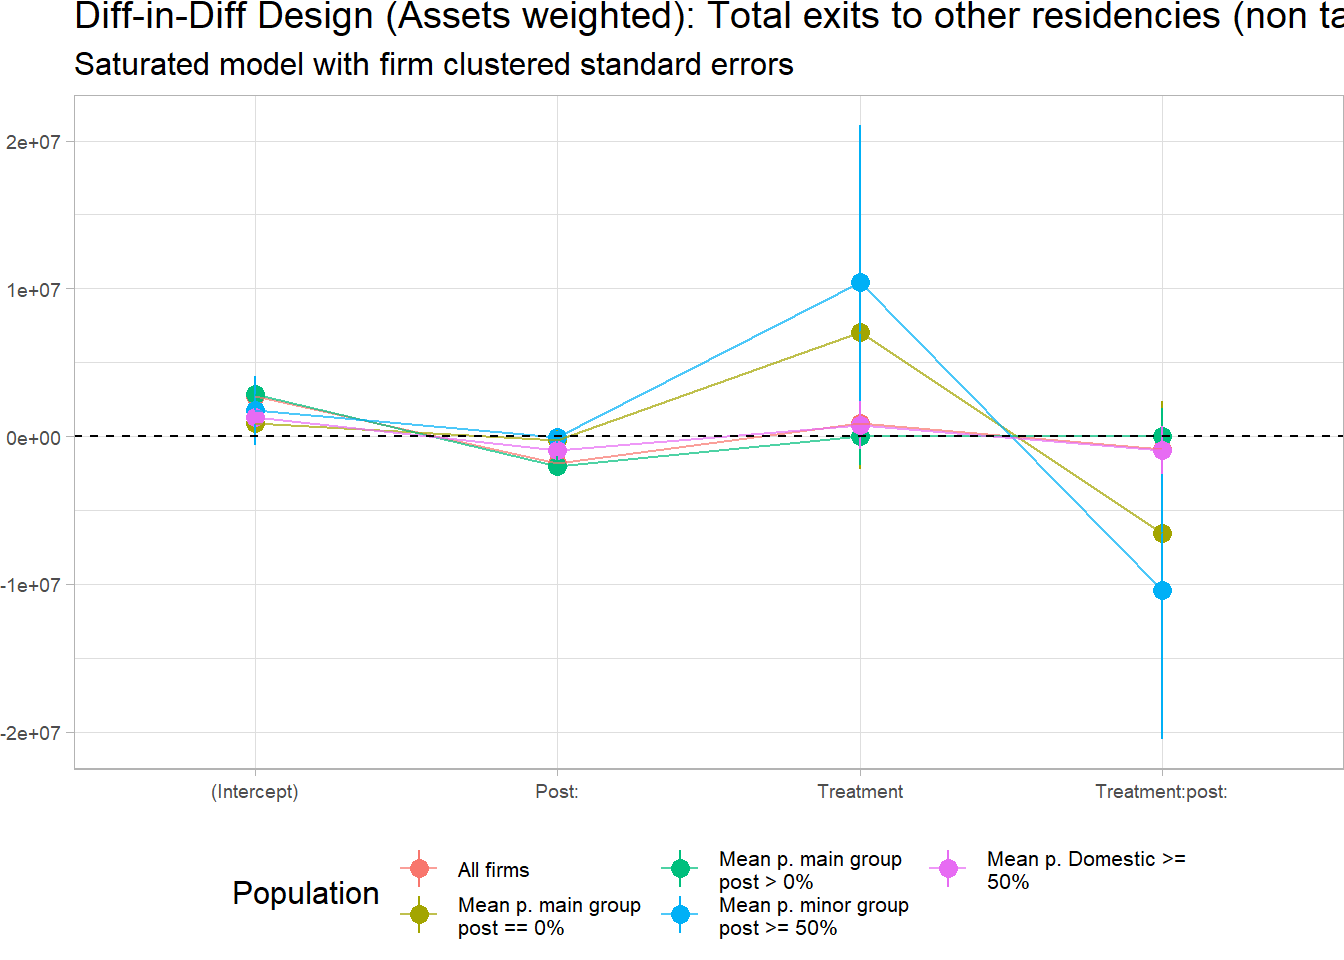 Diff-in-Diff Design (Assets weighted): Total exits to other residencies (non
Saturated model with firm clustered standard errors
2e+07
1e+07
0e+00
-1e+07
-2e+07
(Intercept)
Post:
Treatment
Treatment:post:
Population
All firms
Mean p. main group
post == 0%
Mean p. main group
post > 0%
Mean p. minor group
post >= 50%
Mean p. Domestic >=
50%